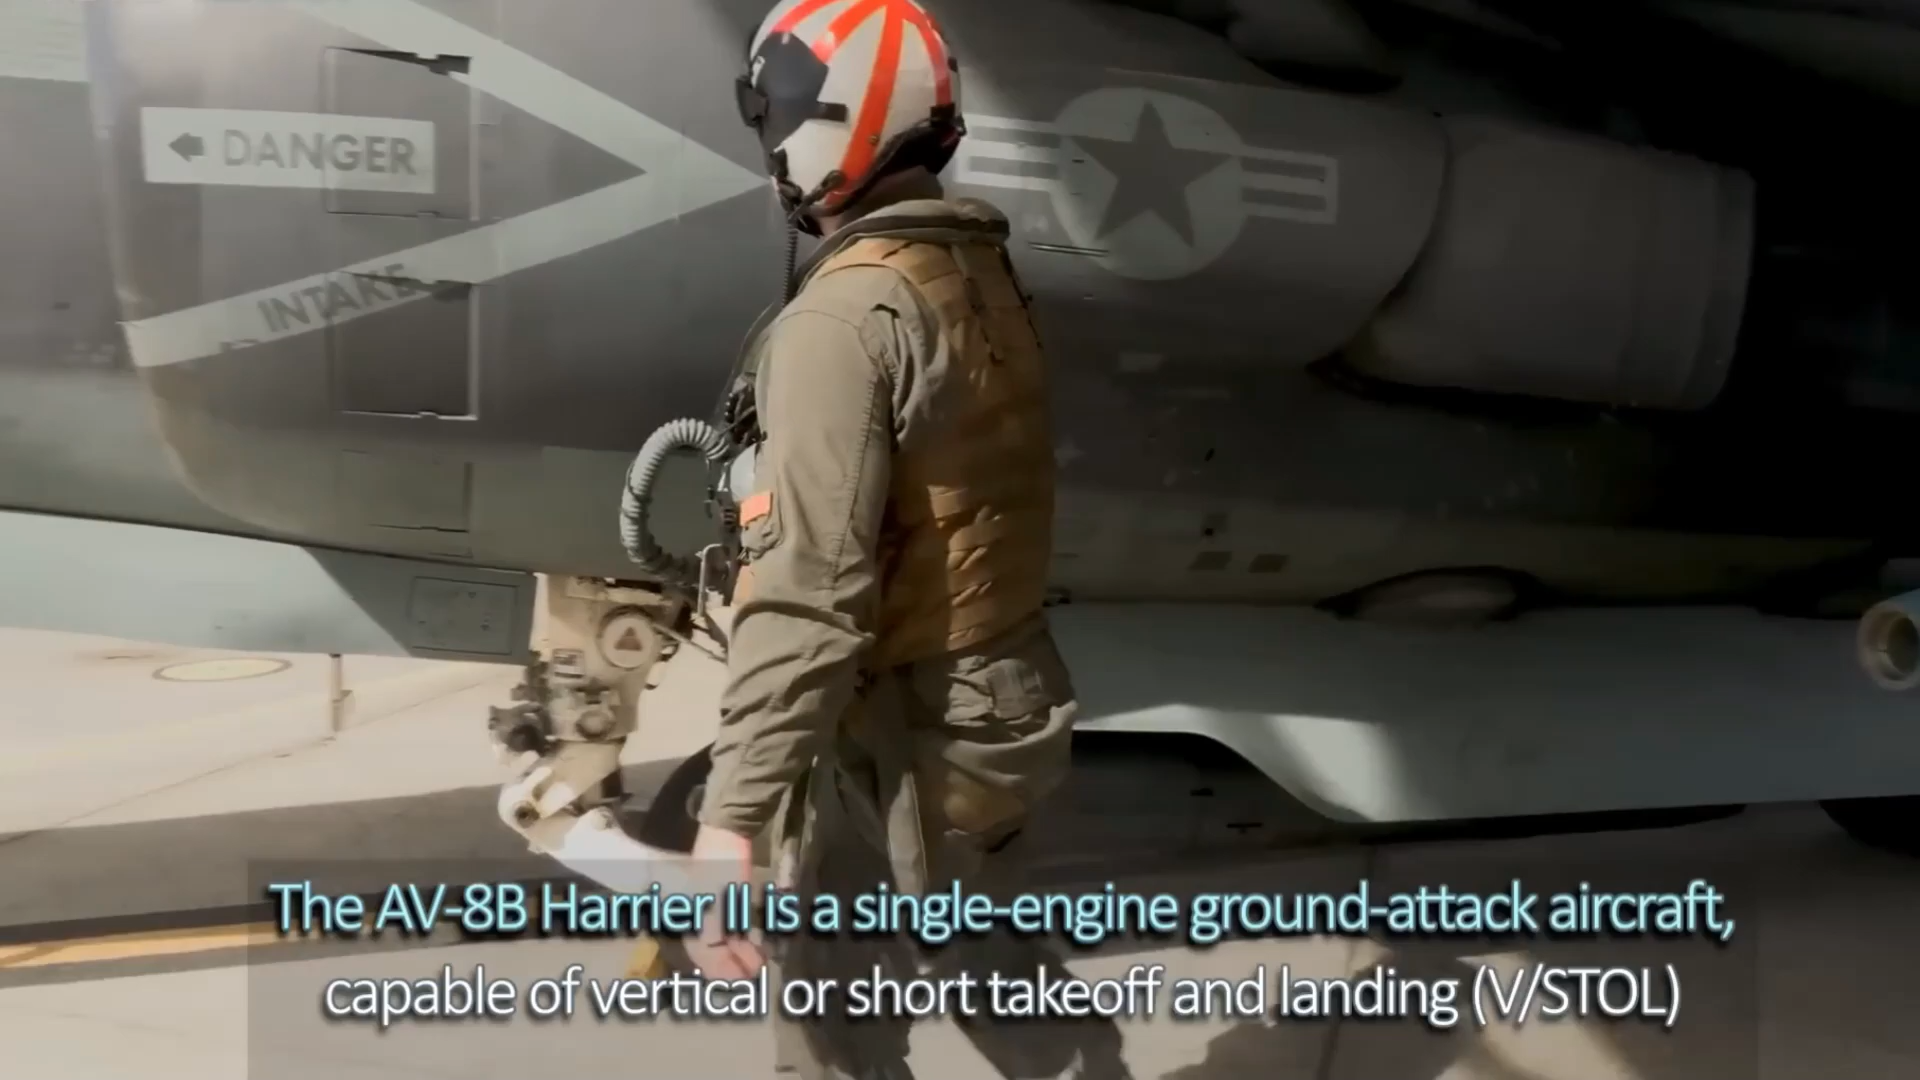 DANGER
INTAKE
The AV-8B Harrier II is a single-engine ground-attack aircraft,
capable of vertical or short takeoff and landing (V/STOL)